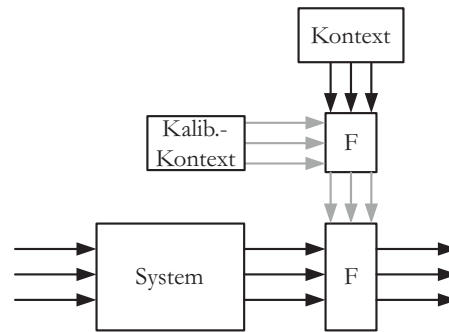 Kontext
Kalib.-
Kontext
F
System
F